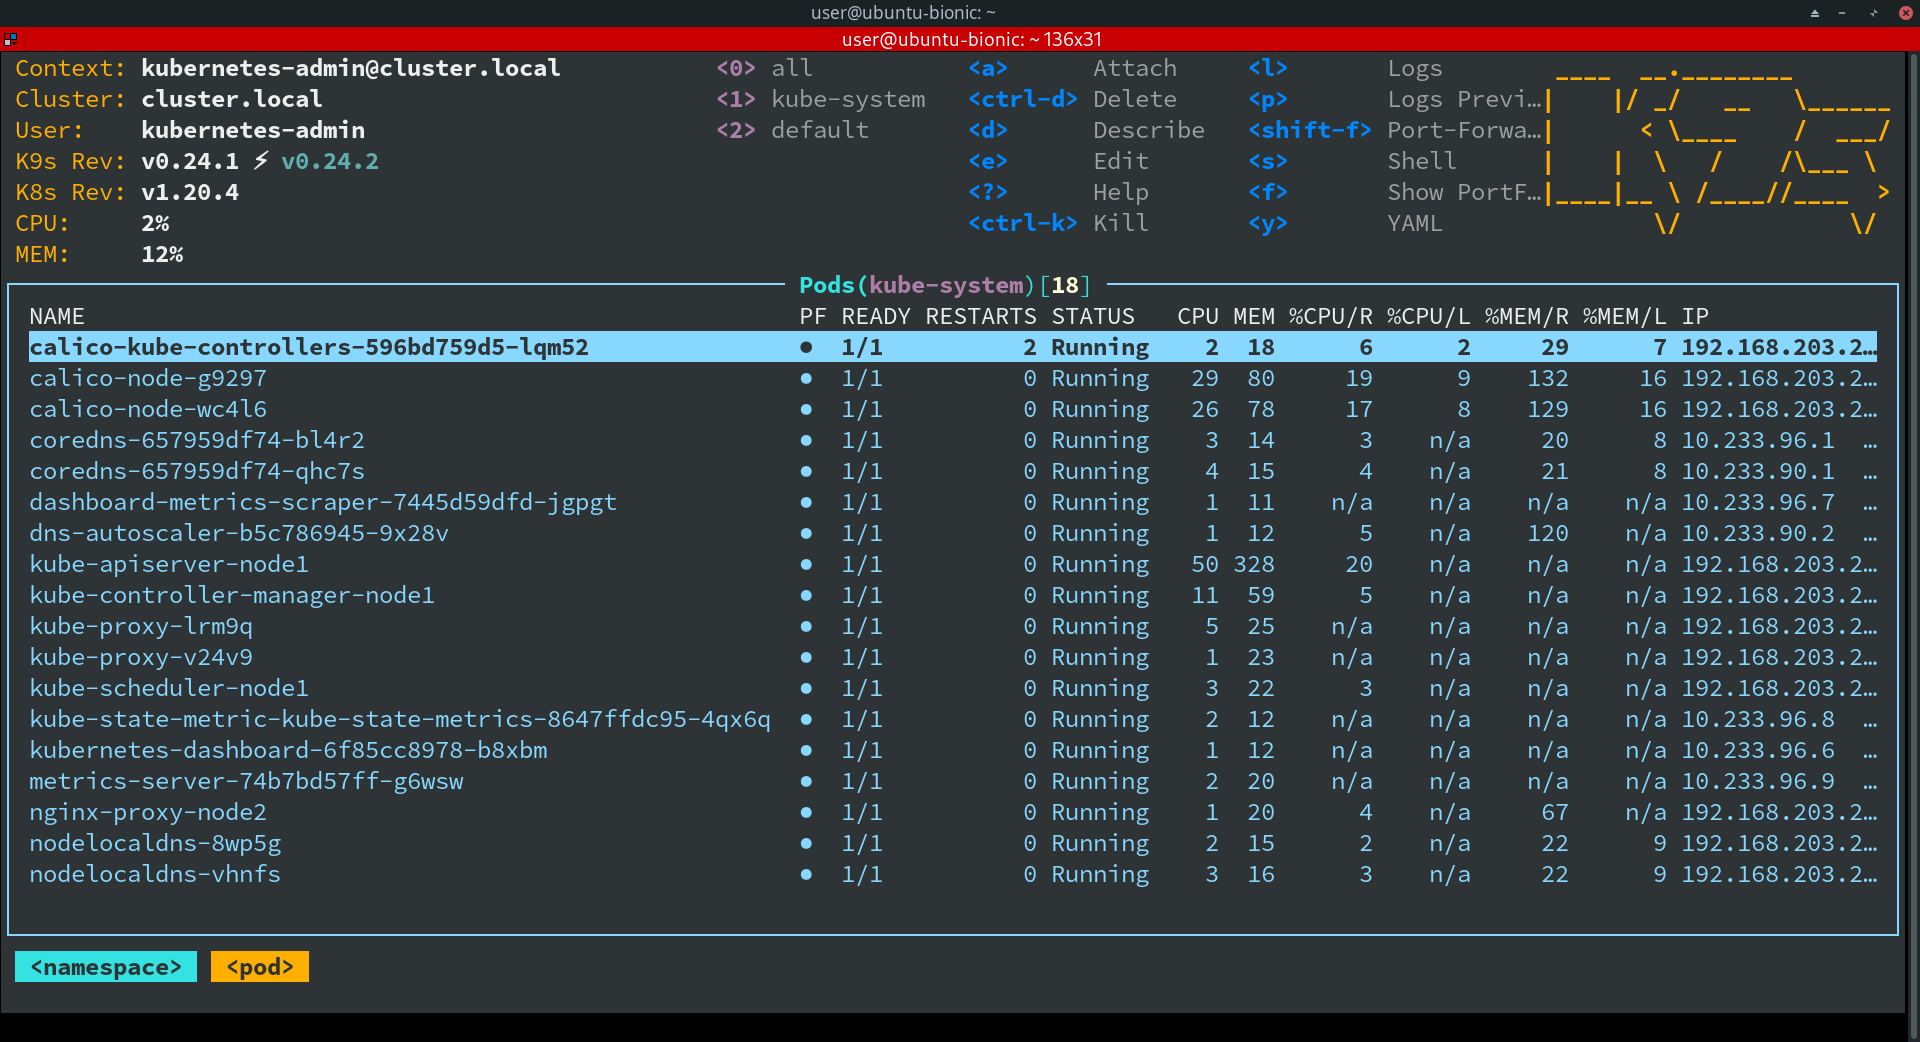 user@ubuntu-bionic: ~
user@ubuntu-bionic: ~ 136x31
Context: kubernetes-admin@cluster.local <0> all <a> Attach <l> Logs
Cluster: cluster.local <1> kube-system <ctrl-d> Delete <p> Logs Previ…
User: kubernetes-admin <2> default <d> Describe <shift-f> Port-Forwa…
K9s Rev: v0.24.1 ⚡ v0.24.2 <e> Edit <s> Shell
K8s Rev: v1.20.4 <?> Help <f> Show PortF…
CPU: 2% <ctrl-k> Kill <y> YAML
MEM: 12%
Pods(kube-system)[18]
NAME PF READY RESTARTS STATUS CPU MEM %CPU/R %CPU/L %MEM/R %MEM/L IP
calico-kube-controllers-596bd759d5-lqm52 ● 1/1 2 Running 2 18 6 2 29 7 192.168.203.2…
calico-node-g9297 ● 1/1 0 Running 29 80 19 9 132 16 192.168.203.2…
calico-node-wc4l6 ● 1/1 0 Running 26 78 17 8 129 16 192.168.203.2…
coredns-657959df74-bl4r2 ● 1/1 0 Running 3 14 3 n/a 20 8 10.233.96.1 …
coredns-657959df74-qhc7s ● 1/1 0 Running 4 15 4 n/a 21 8 10.233.90.1 …
dashboard-metrics-scraper-7445d59dfd-jgpgt ● 1/1 0 Running 1 11 n/a n/a n/a n/a 10.233.96.7 …
dns-autoscaler-b5c786945-9x28v ● 1/1 0 Running 1 12 5 n/a 120 n/a 10.233.90.2 …
kube-apiserver-node1 ● 1/1 0 Running 50 328 20 n/a n/a n/a 192.168.203.2…
kube-controller-manager-node1 ● 1/1 0 Running 11 59 5 n/a n/a n/a 192.168.203.2…
kube-proxy-lrm9q ● 1/1 0 Running 5 25 n/a n/a n/a n/a 192.168.203.2…
kube-proxy-v24v9 ● 1/1 0 Running 1 23 n/a n/a n/a n/a 192.168.203.2…
kube-scheduler-node1 ● 1/1 0 Running 3 22 3 n/a n/a n/a 192.168.203.2…
kube-state-metric-kube-state-metrics-8647ffdc95-4qx6q ● 1/1 0 Running 2 12 n/a n/a n/a n/a 10.233.96.8 …
kubernetes-dashboard-6f85cc8978-b8xbm ● 1/1 0 Running 1 12 n/a n/a n/a n/a 10.233.96.6 …
metrics-server-74b7bd57ff-g6wsw ● 1/1 0 Running 2 20 n/a n/a n/a n/a 10.233.96.9 …
nginx-proxy-node2 ● 1/1 0 Running 1 20 4 n/a 67 n/a 192.168.203.2…
nodelocaldns-8wp5g ● 1/1 0 Running 2 15 2 n/a 22 9 192.168.203.2…
nodelocaldns-vhnfs ● 1/1 0 Running 3 16 3 n/a 22 9 192.168.203.2…
<namespace> <pod>